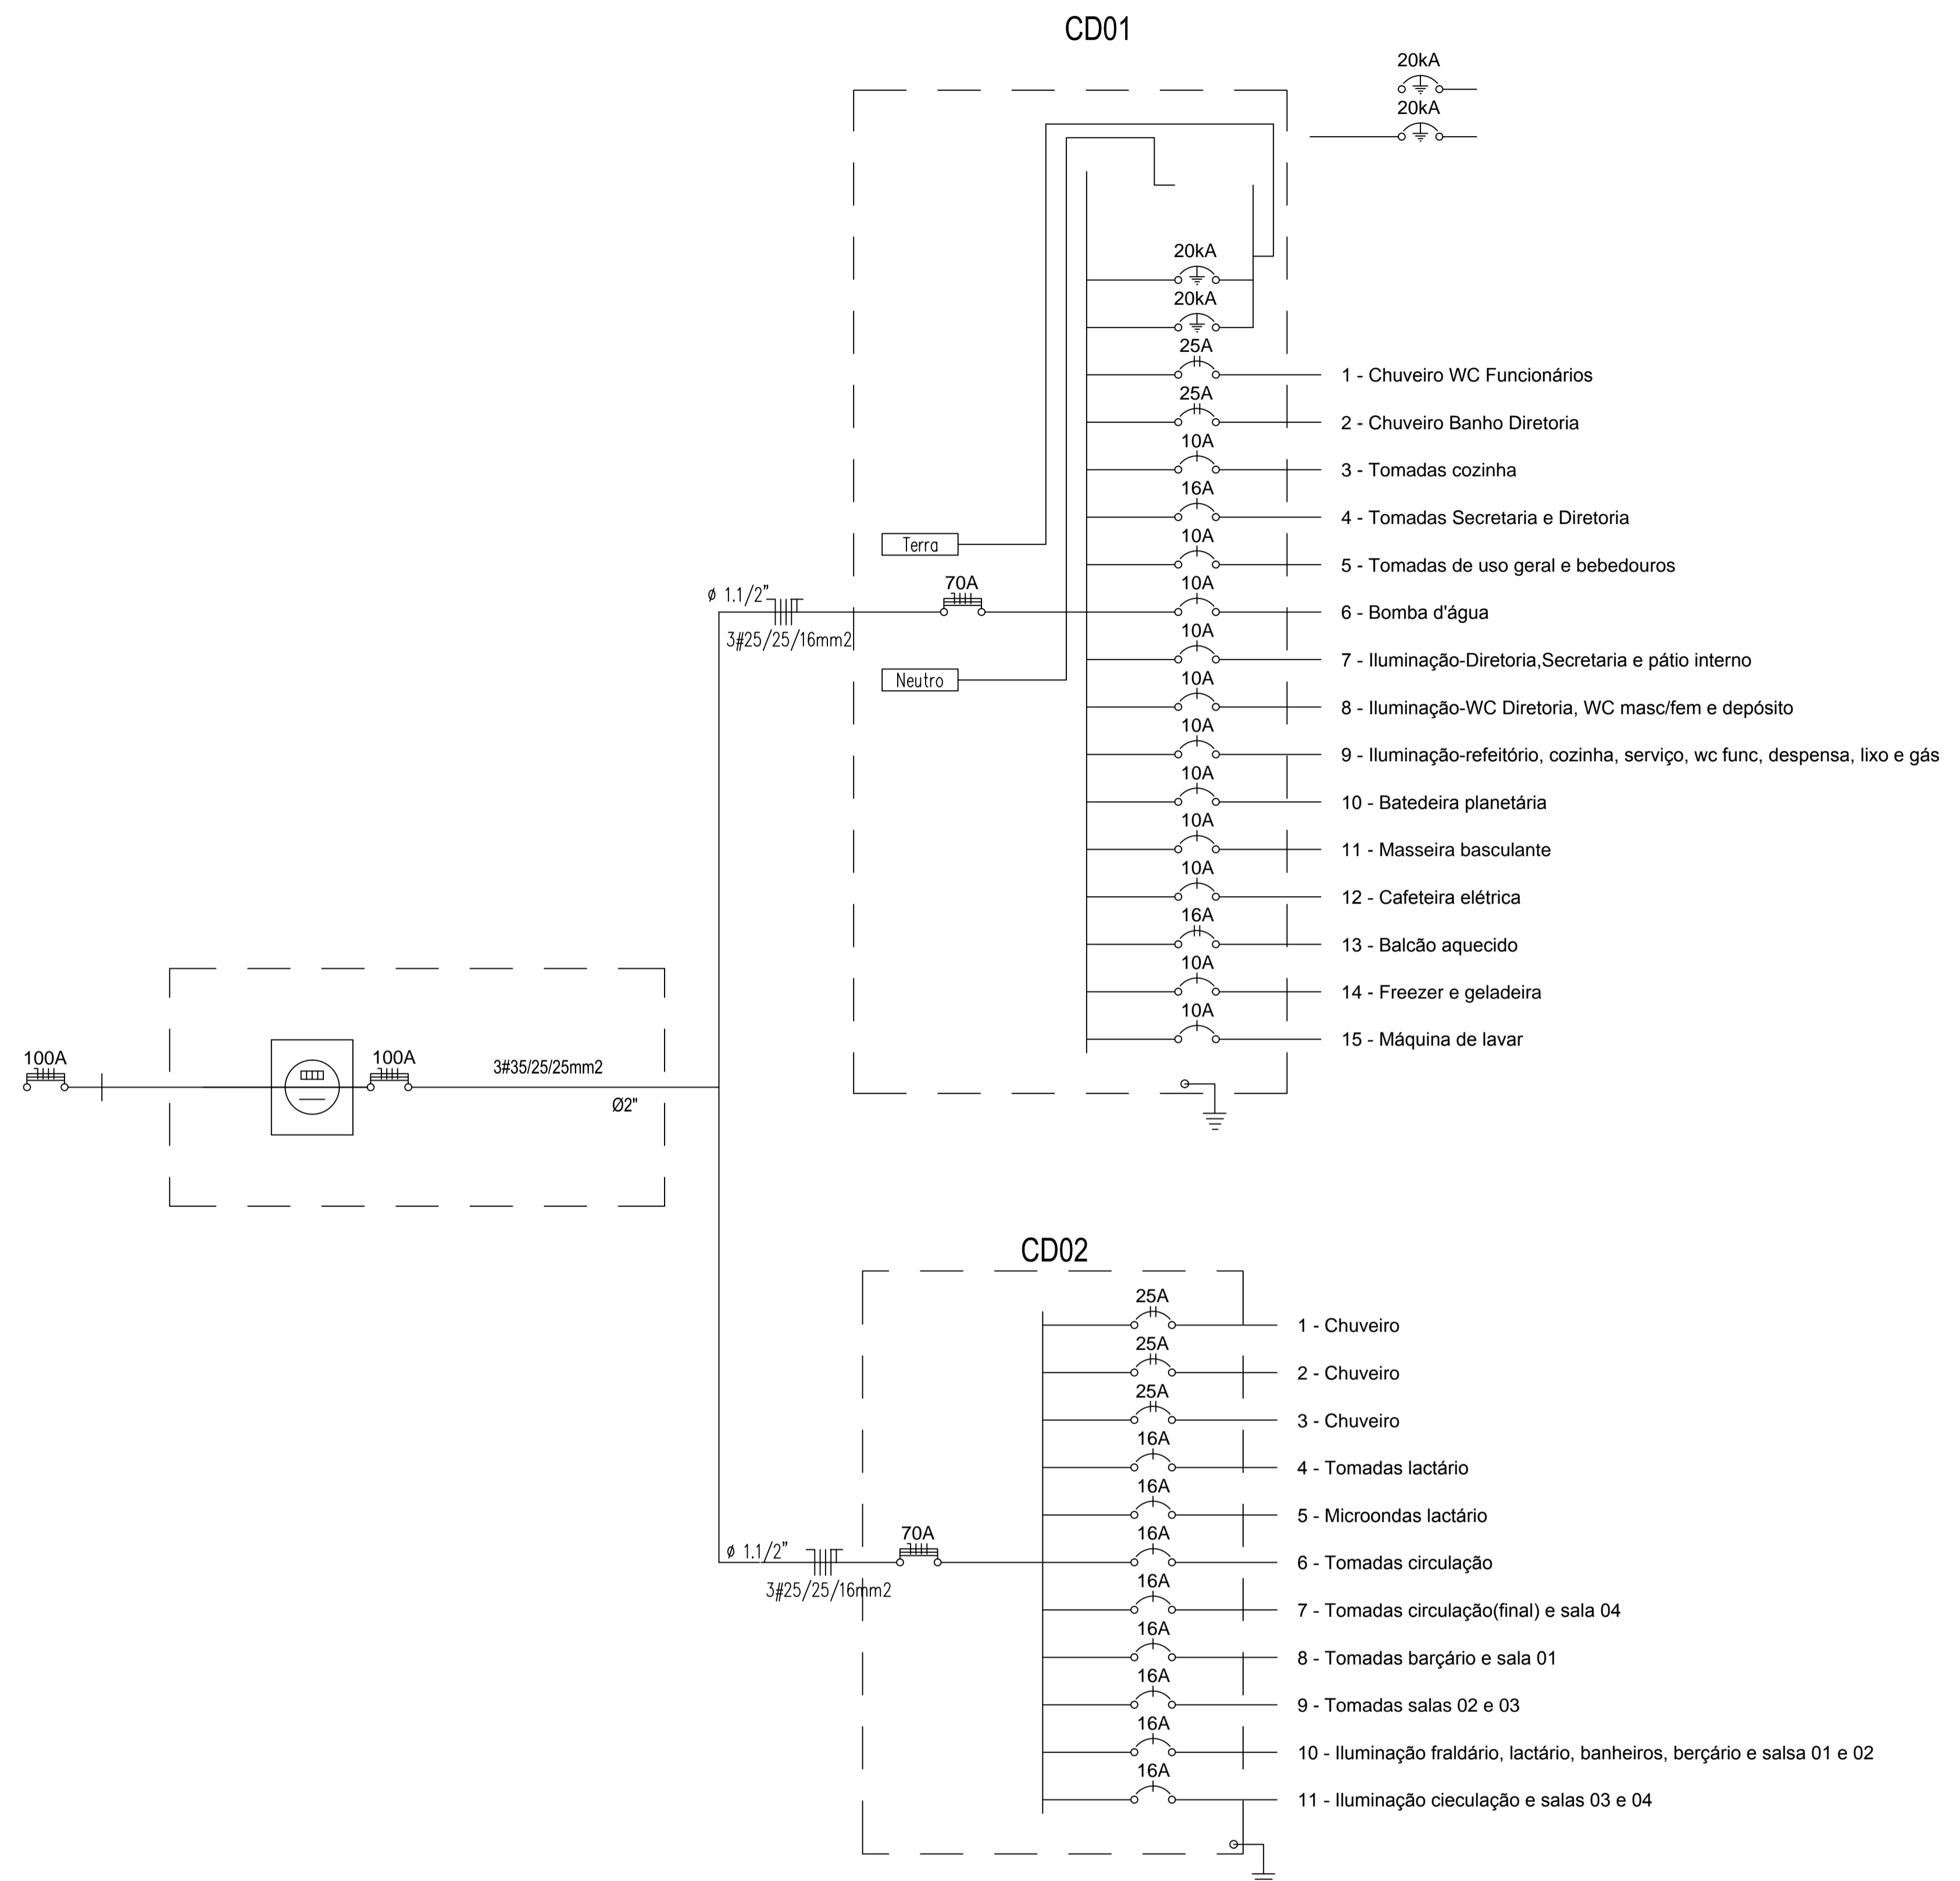 CD01
20kA
20kA
20kA
20kA
25A
1 - Chuveiro WC Funcionários
25A
2 - Chuveiro Banho Diretoria
10A
3 - Tomadas cozinha
16A
4 - Tomadas Secretaria e Diretoria
Terra
10A
5 - Tomadas de uso geral e bebedouros
ø 1.1/2”
3#25/25/16mm2
70A
10A
6 - Bomba d'água
10A
7 - Iluminação-Diretoria,Secretaria e pátio interno
Neutro
10A
8 - Iluminação-WC Diretoria, WC masc/fem e depósito
10A
9 - Iluminação-refeitório, cozinha, serviço, wc func, despensa, lixo e gás
10A
10 - Batedeira planetária
10A
11 - Masseira basculante
10A
12 - Cafeteira elétrica
16A
13 - Balcão aquecido
10A
14 - Freezer e geladeira
10A
15 - Máquina de lavar
100A
100A
3#35/25/25mm2
Ø2"
CD02
25A
1 - Chuveiro
25A
2 - Chuveiro
25A
3 - Chuveiro
16A
4 - Tomadas lactário
16A
5 - Microondas lactário
ø 1.1/2”
3#25/25/16mm2
70A
16A
6 - Tomadas circulação
16A
7 - Tomadas circulação(final) e sala 04
16A
8 - Tomadas barçário e sala 01
16A
9 - Tomadas salas 02 e 03
16A
10 - Iluminação fraldário, lactário, banheiros, berçário e salsa 01 e 02
16A
11 - Iluminação cieculação e salas 03 e 04